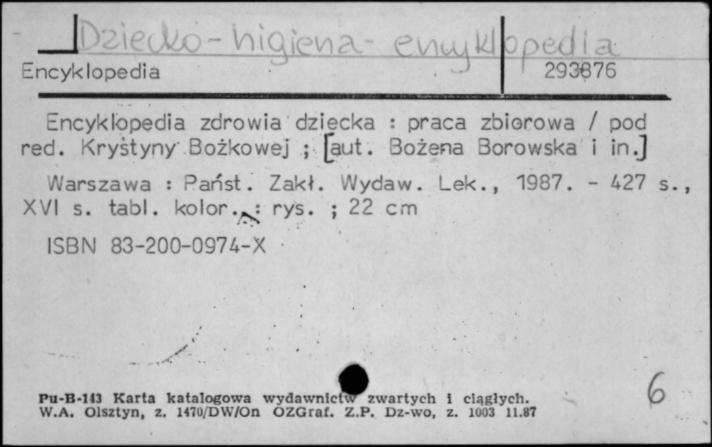 Dziecko - higiena - encyklopedia
Encyklopedia 293676
Encyklopedia zdrowia dziecka : praca zbiorowa / pod
red. Krystyny Bożkowej ; [aut. Bożena Borowska i in.]
Warszawa : Państ. Zakł. Wydaw. Lek., 1987. - 427 s.,
XVI s. tabl. kolor. : rys. ; 22 cm
ISBN 83-200-0974-X
6
Pu-B-143 Karta katalogowa wydawnictw zwartych i ciągłych.
W.A. Olsztyn, z. 1470/DW/On OZGraf. Z.P. Dz-wo, z. 1003 11.87